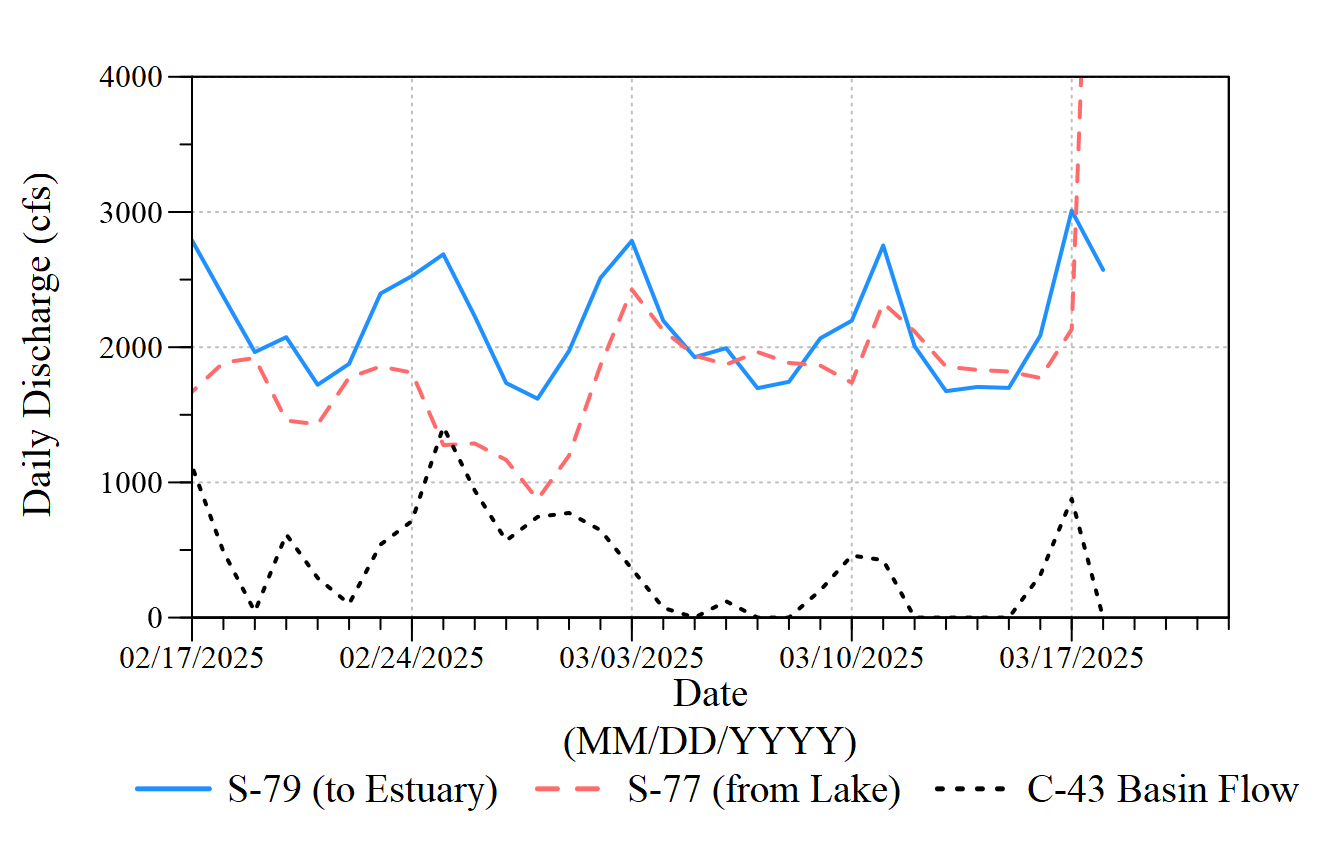 4000
3000
2000
1000
0
Daily Discharge (cfs)
02/17/2025 02/24/2025 03/03/2025 03/10/2025 03/17/2025
Date
(MM/DD/YYYY)
S-79 (to Estuary) S-77 (from Lake) C-43 Basin Flow